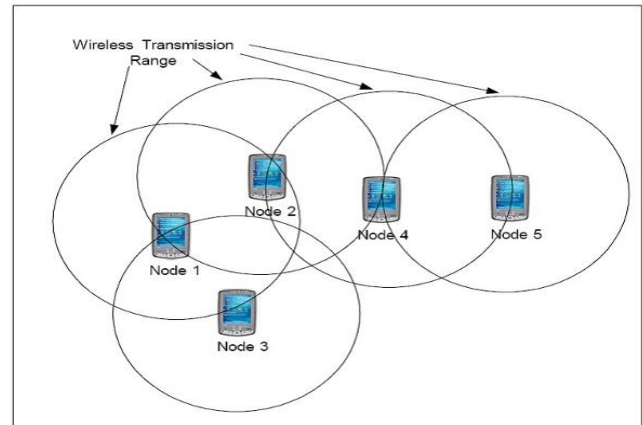 Wireless Transmission
Range
Node 2
Node 4
Node 5
Node 1
Node 3